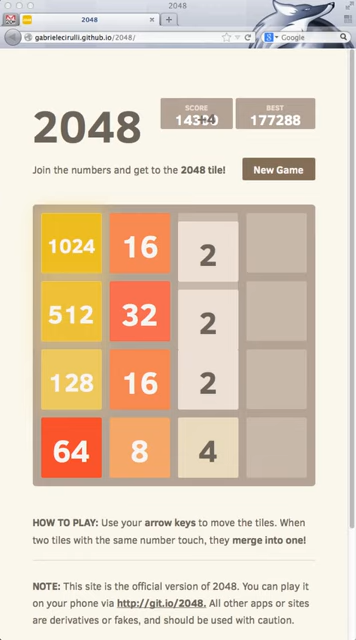 2048
2048
gabrielecirulli.github.io/2048/
Google
2048
SCORE
BEST
177288
Join the numbers and get to the 2048 tile!
New Game
1024 16 2
512 32 2
128 16 2
64 8 4
HOW TO PLAY: Use your arrow keys to move the tiles. When
two tiles with the same number touch, they merge into one!
NOTE: This site is the official version of 2048. You can play it
on your phone via http://git.io/2048. All other apps or sites
are derivatives or fakes, and should be used with caution.